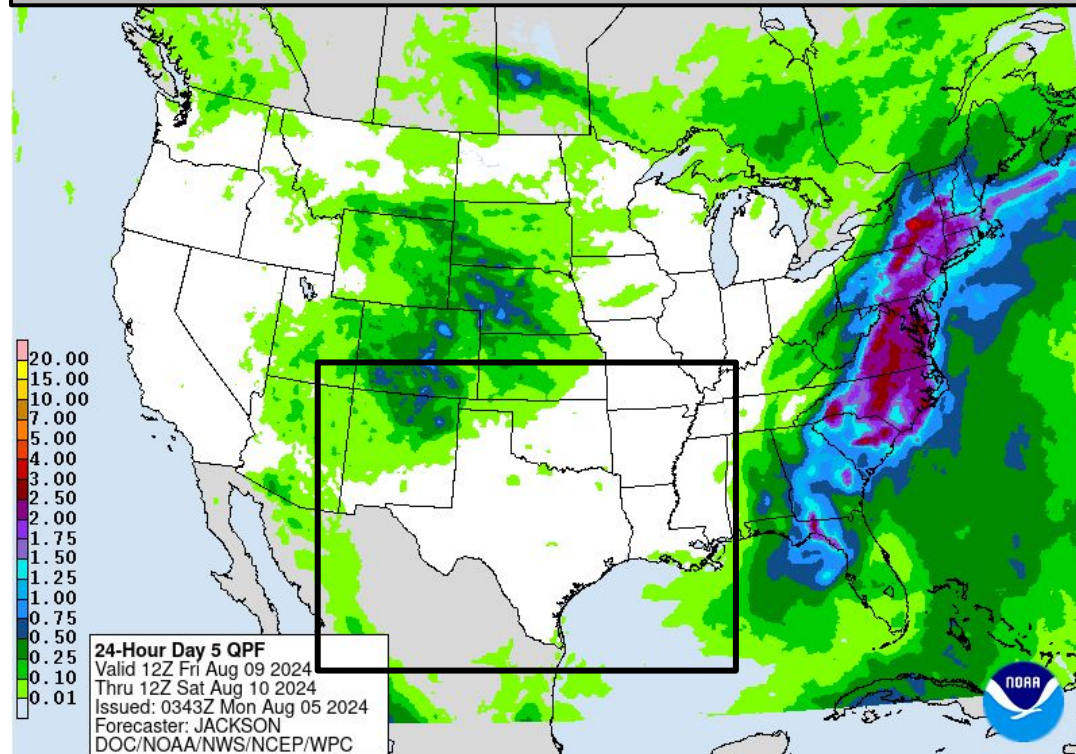 20.00
15.00
10.00
7.00
5.00
4.00
3.00
2.50
2.00
1.75
1.50
1.25
1.00
0.75
0.50
0.25
0.10
0.01
24-Hour Day 5 QPF
Valid 12Z Fri Aug 09 2024
Thru 12Z Sat Aug 10 2024
Issued: 0343Z Mon Aug 05 2024
Forecaster: JACKSON
DOC/NOAA/NWS/NCEP/WPC
NOAA